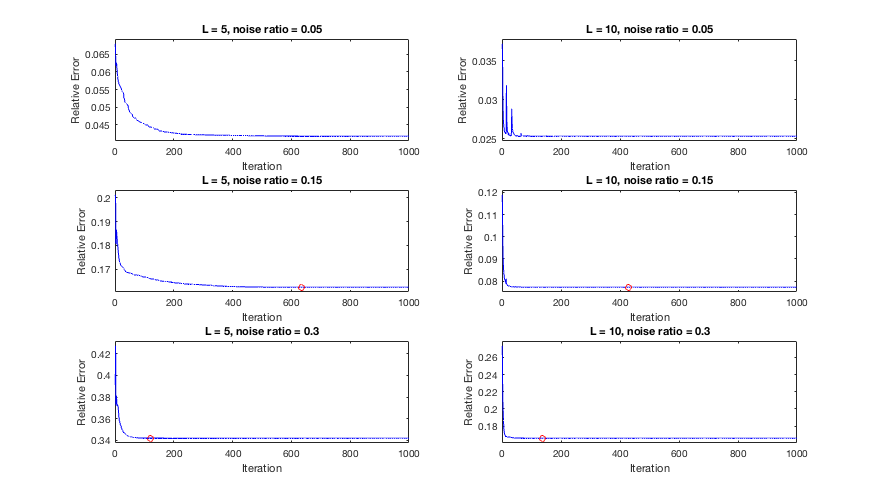 L = 5, noise ratio = 0.05
Relative Error
0.065
0.06
0.055
0.05
0.045
0 200 400 600 800 1000
Iteration
L = 10, noise ratio = 0.05
Relative Error
0.035
0.03
0.025
0 200 400 600 800 1000
Iteration
L = 5, noise ratio = 0.15
Relative Error
0.2
0.19
0.18
0.17
0 200 400 600 800 1000
Iteration
L = 10, noise ratio = 0.15
Relative Error
0.12
0.11
0.1
0.09
0.08
0 200 400 600 800 1000
Iteration
L = 5, noise ratio = 0.3
Relative Error
0.42
0.4
0.38
0.36
0.34
0 200 400 600 800 1000
Iteration
L = 10, noise ratio = 0.3
Relative Error
0.26
0.24
0.22
0.2
0.18
0 200 400 600 800 1000
Iteration